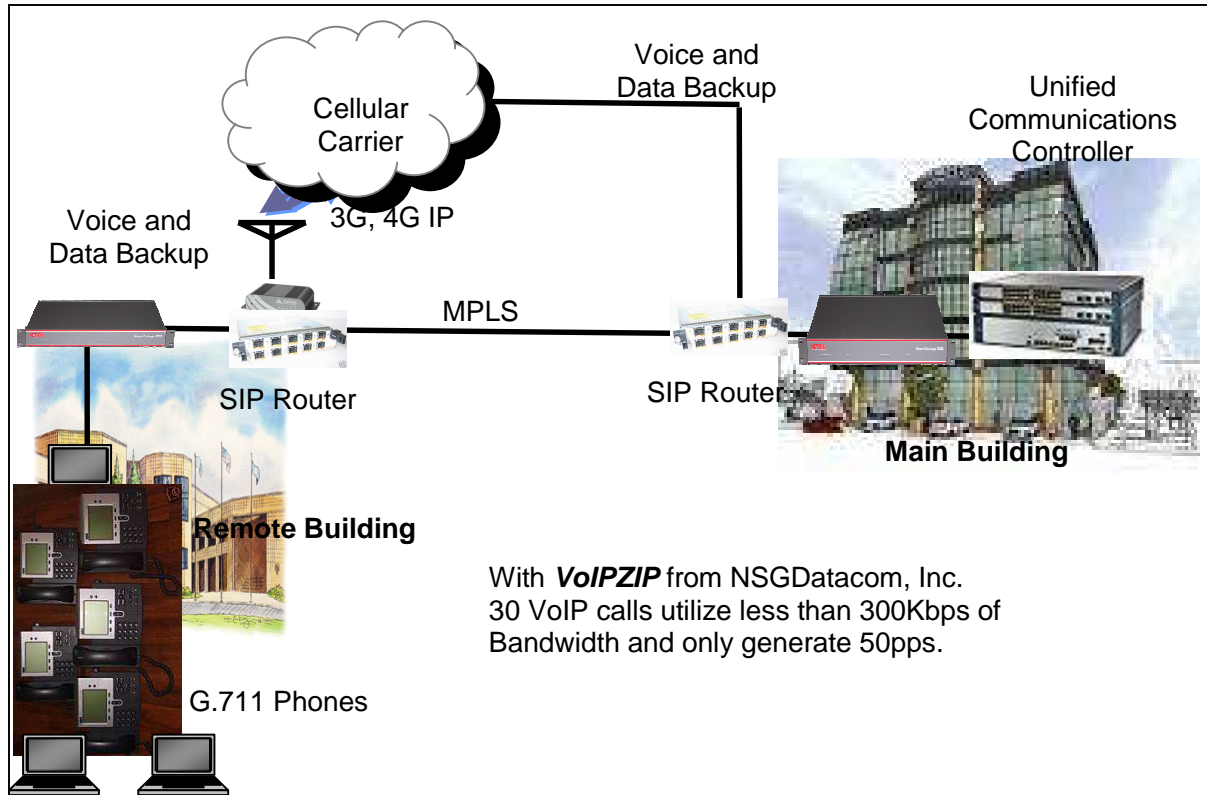 Voice and
Data Backup
Unified
Communications
Controller
Cellular
Carrier
3G, 4G IP
Voice and
Data Backup
MPLS
SIP Router
SIP Router
Main Building
Remote Building
With VoIPZIP from NSGDatacom, Inc.
30 VoIP calls utilize less than 300Kbps of
Bandwidth and only generate 50pps.
G.711 Phones